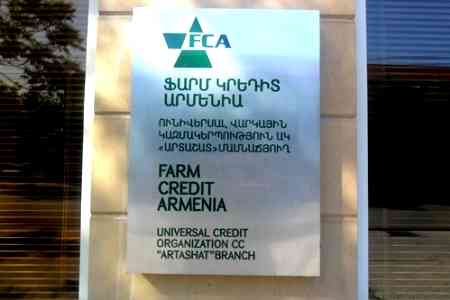 FCA
ՖԱՐՄ ԿՐԵԴԻՏ
ԱՐՄԵՆԻԱ
ՈՒՆԻՎԵՐՍԱԼ ՎԱՐԿԱՅԻՆ
ԿԱԶՄԱԿԵՐՊՈՒԹՅՈՒՆ ԱԿ
«ԱՐՏԱՇԱՏ» ՄԱՍՆԱՃՅՈՒՂ
FARM
CREDIT
ARMENIA
UNIVERSAL CREDIT
ORGANIZATION CC
"ARTASHAT" BRANCH